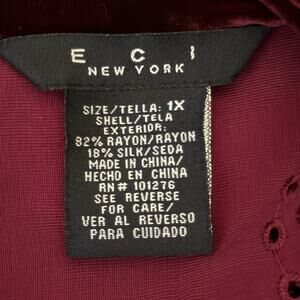 E C I
NEW YORK
SIZE/TELLA: 1X
SHELL/TELA
EXTERIOR:
82% RAYON/RAYON
18% SILK/SEDA
MADE IN CHINA/
HECHO EN CHINA
RN# 101276
SEE REVERSE
FOR CARE/
VER AL REVERSO
PARA CUIDADO